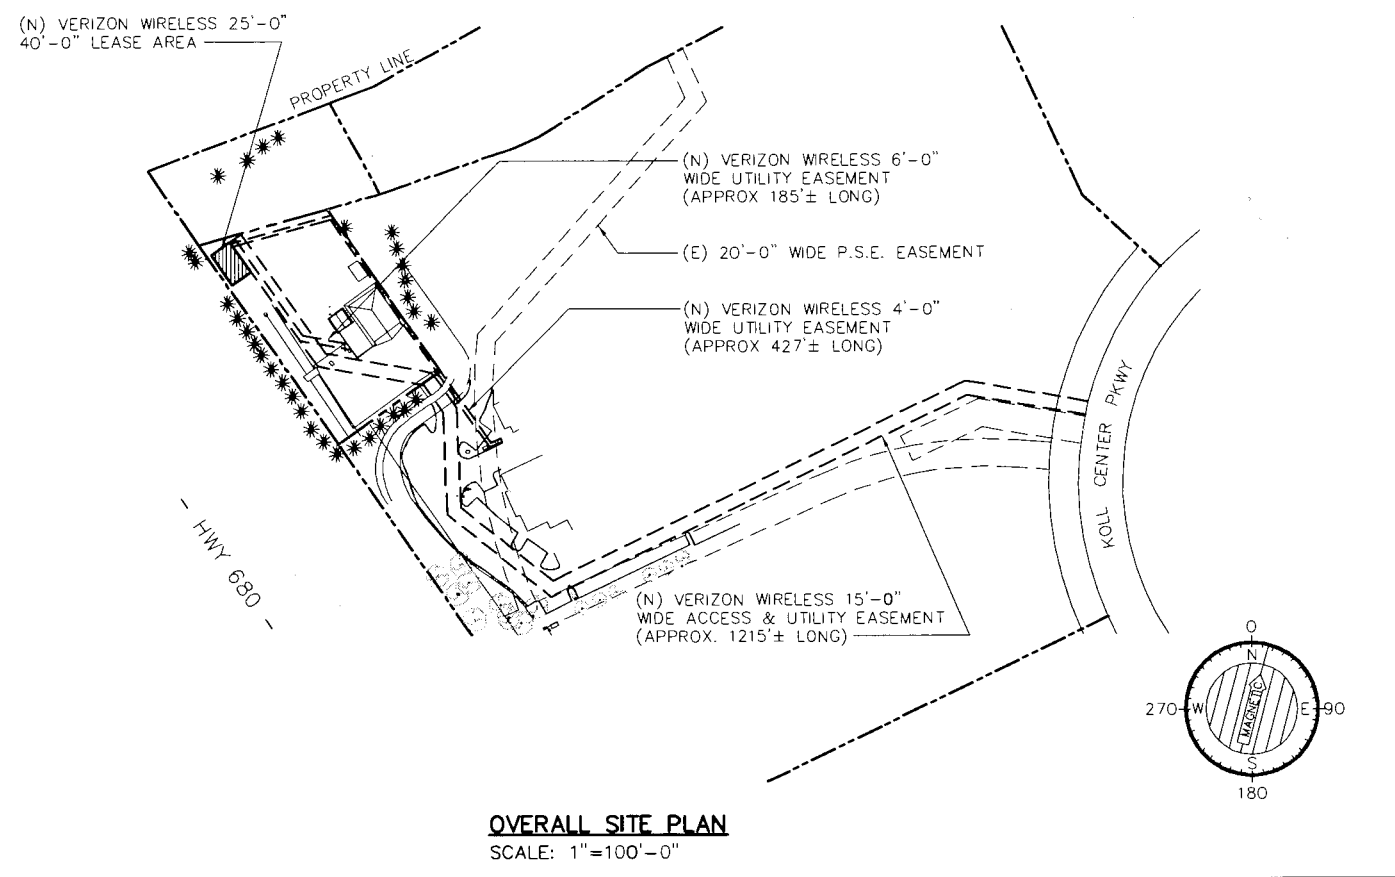 (N) VERIZON WIRELESS 25'-0"
40'-0" LEASE AREA
PROPERTY LINE
(N) VERIZON WIRELESS 6'-0"
WIDE UTILITY EASEMENT
(APPROX 185'± LONG)
(E) 20'-0" WIDE P.S.E. EASEMENT
(N) VERIZON WIRELESS 4'-0"
WIDE UTILITY EASEMENT
(APPROX 427'± LONG)
KOLL CENTER PKWY
- HWY 680 -
(N) VERIZON WIRELESS 15'-0"
WIDE ACCESS & UTILITY EASEMENT
(APPROX. 1215'± LONG)
0
N
270 W MAGNETIC E 90
S
180
OVERALL SITE PLAN
SCALE: 1"=100'-0"